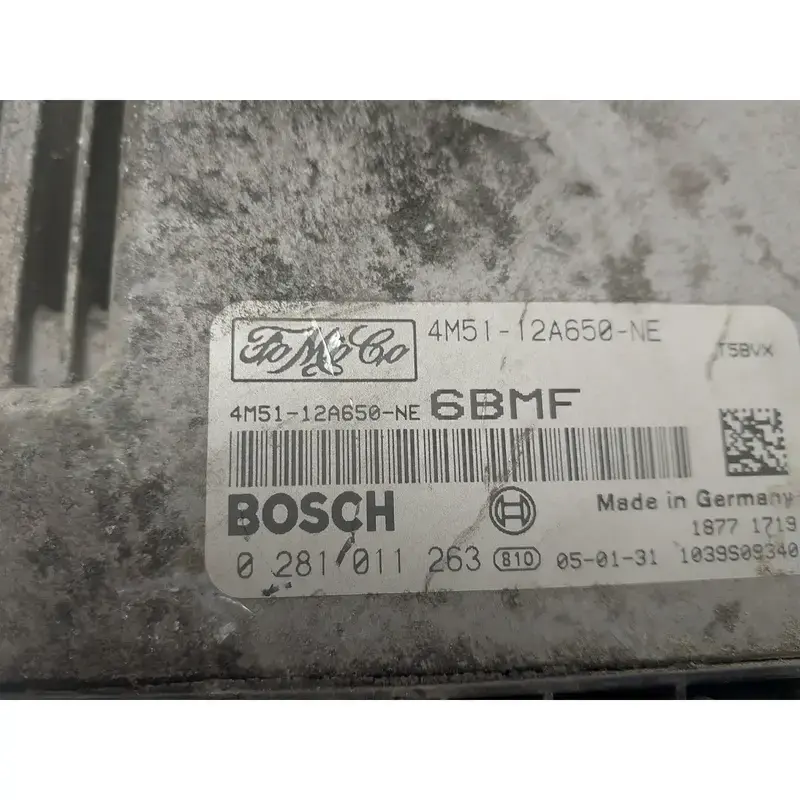 FoMoCo 4M51-12A650-NE
T5BVX
4M51-12A650-NE 6BMF
BOSCH Made in Germany
1877 1719
0 281 011 263 810 05-01-31 1039S09340